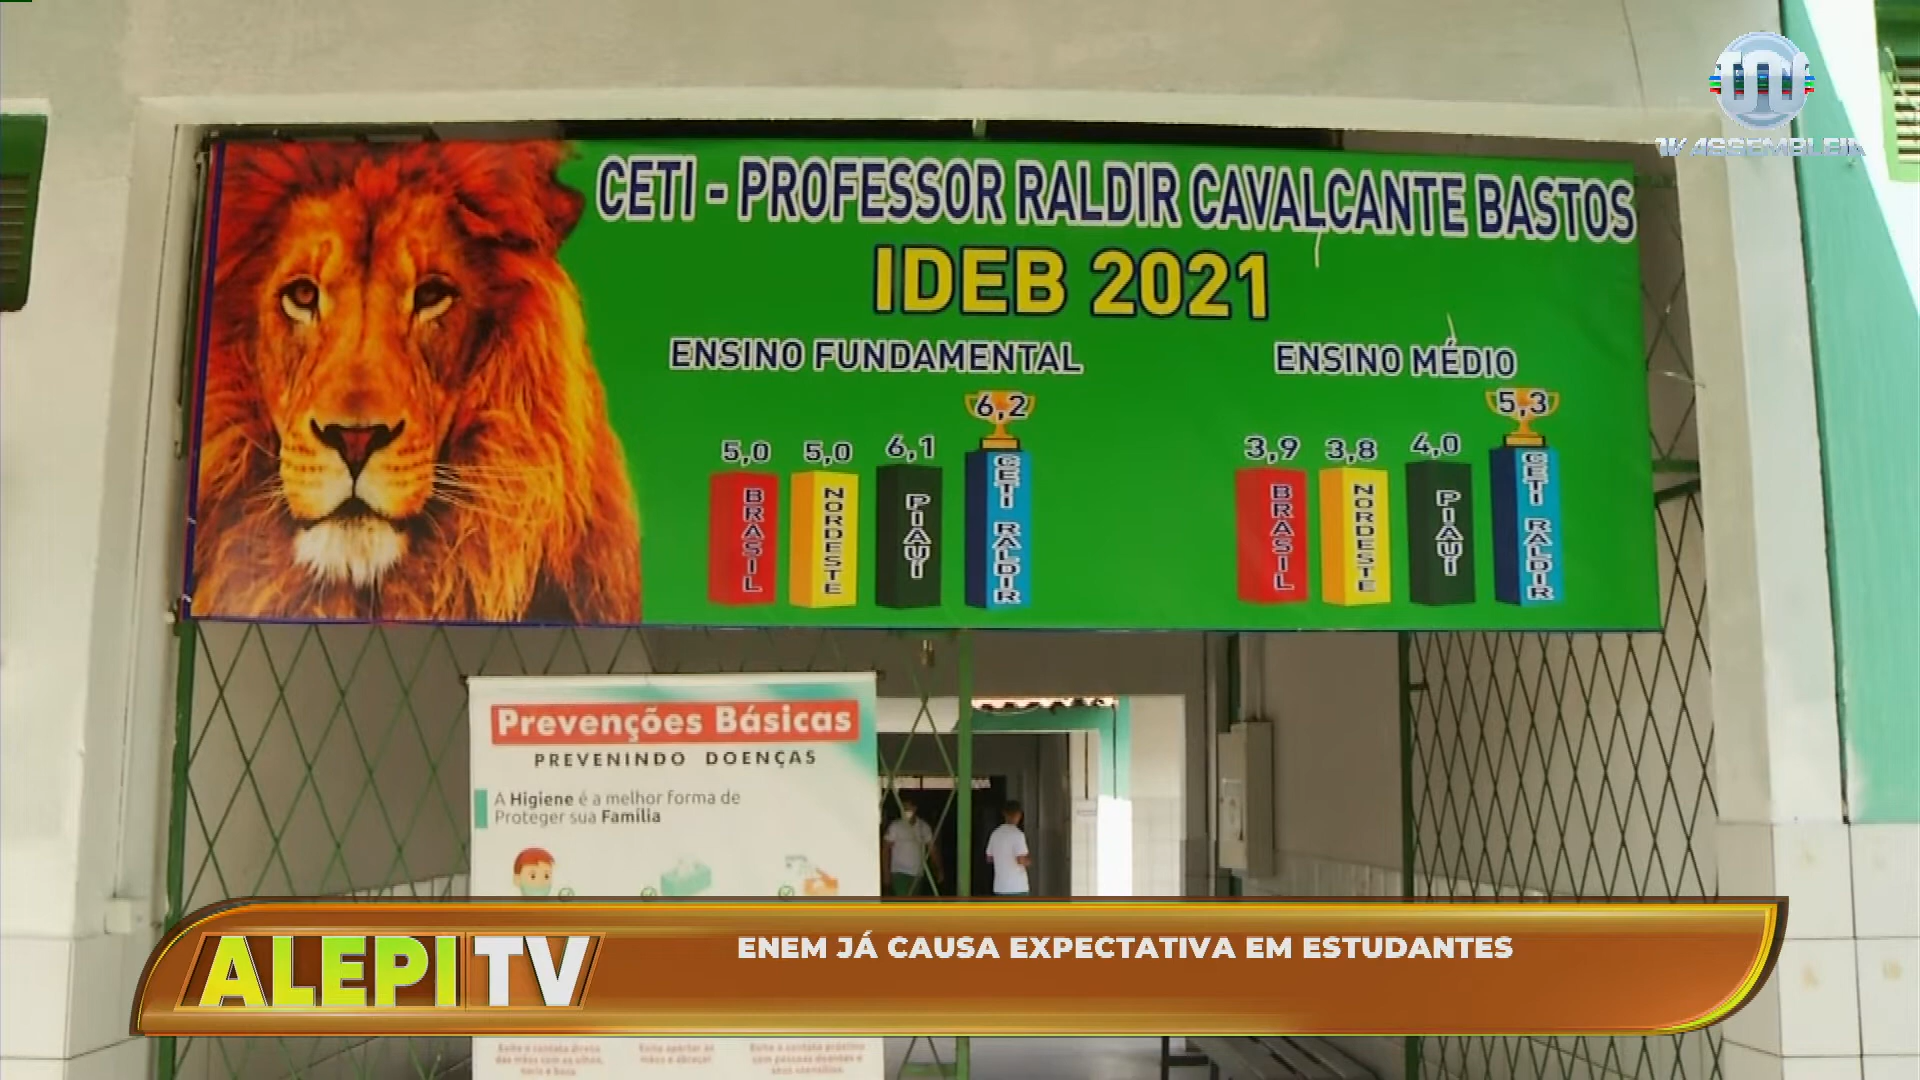 TV ASSEMBLEIA
CETI - PROFESSOR RALDIR CAVALCANTE BASTOS
IDEB 2021
ENSINO FUNDAMENTAL
5,0 5,0 6,1 6,2
BRASIL NORDESTE PIAUÍ CETI RALDIR
ENSINO MÉDIO
3,9 3,8 4,0 5,3
BRASIL NORDESTE PIAUÍ CETI RALDIR
Prevenções Básicas
PREVENINDO DOENÇAS
A Higiene é a melhor forma de
Proteger sua Família
ALEPI TV
ENEM JÁ CAUSA EXPECTATIVA EM ESTUDANTES